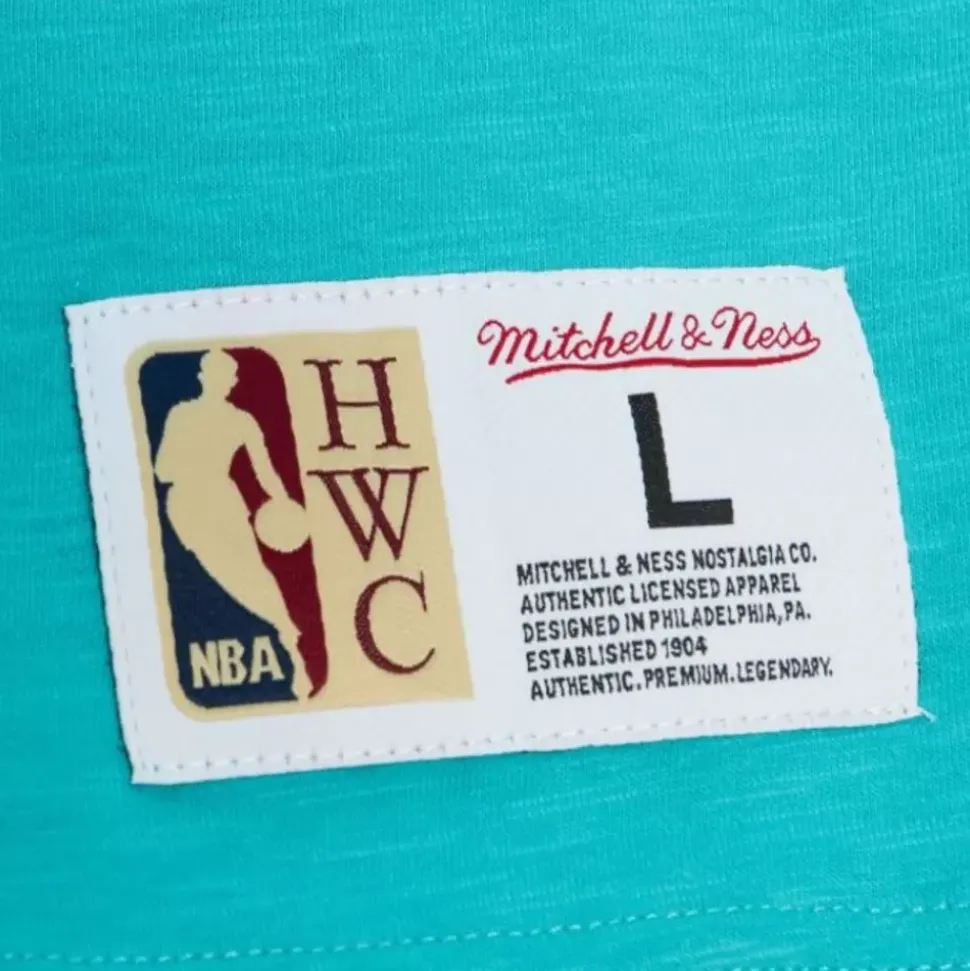 NBA
H
W
C
Mitchell & Ness
L
MITCHELL & NESS NOSTALGIA CO.
AUTHENTIC LICENSED APPAREL
DESIGNED IN PHILADELPHIA, PA.
ESTABLISHED 1904
AUTHENTIC. PREMIUM. LEGENDARY.